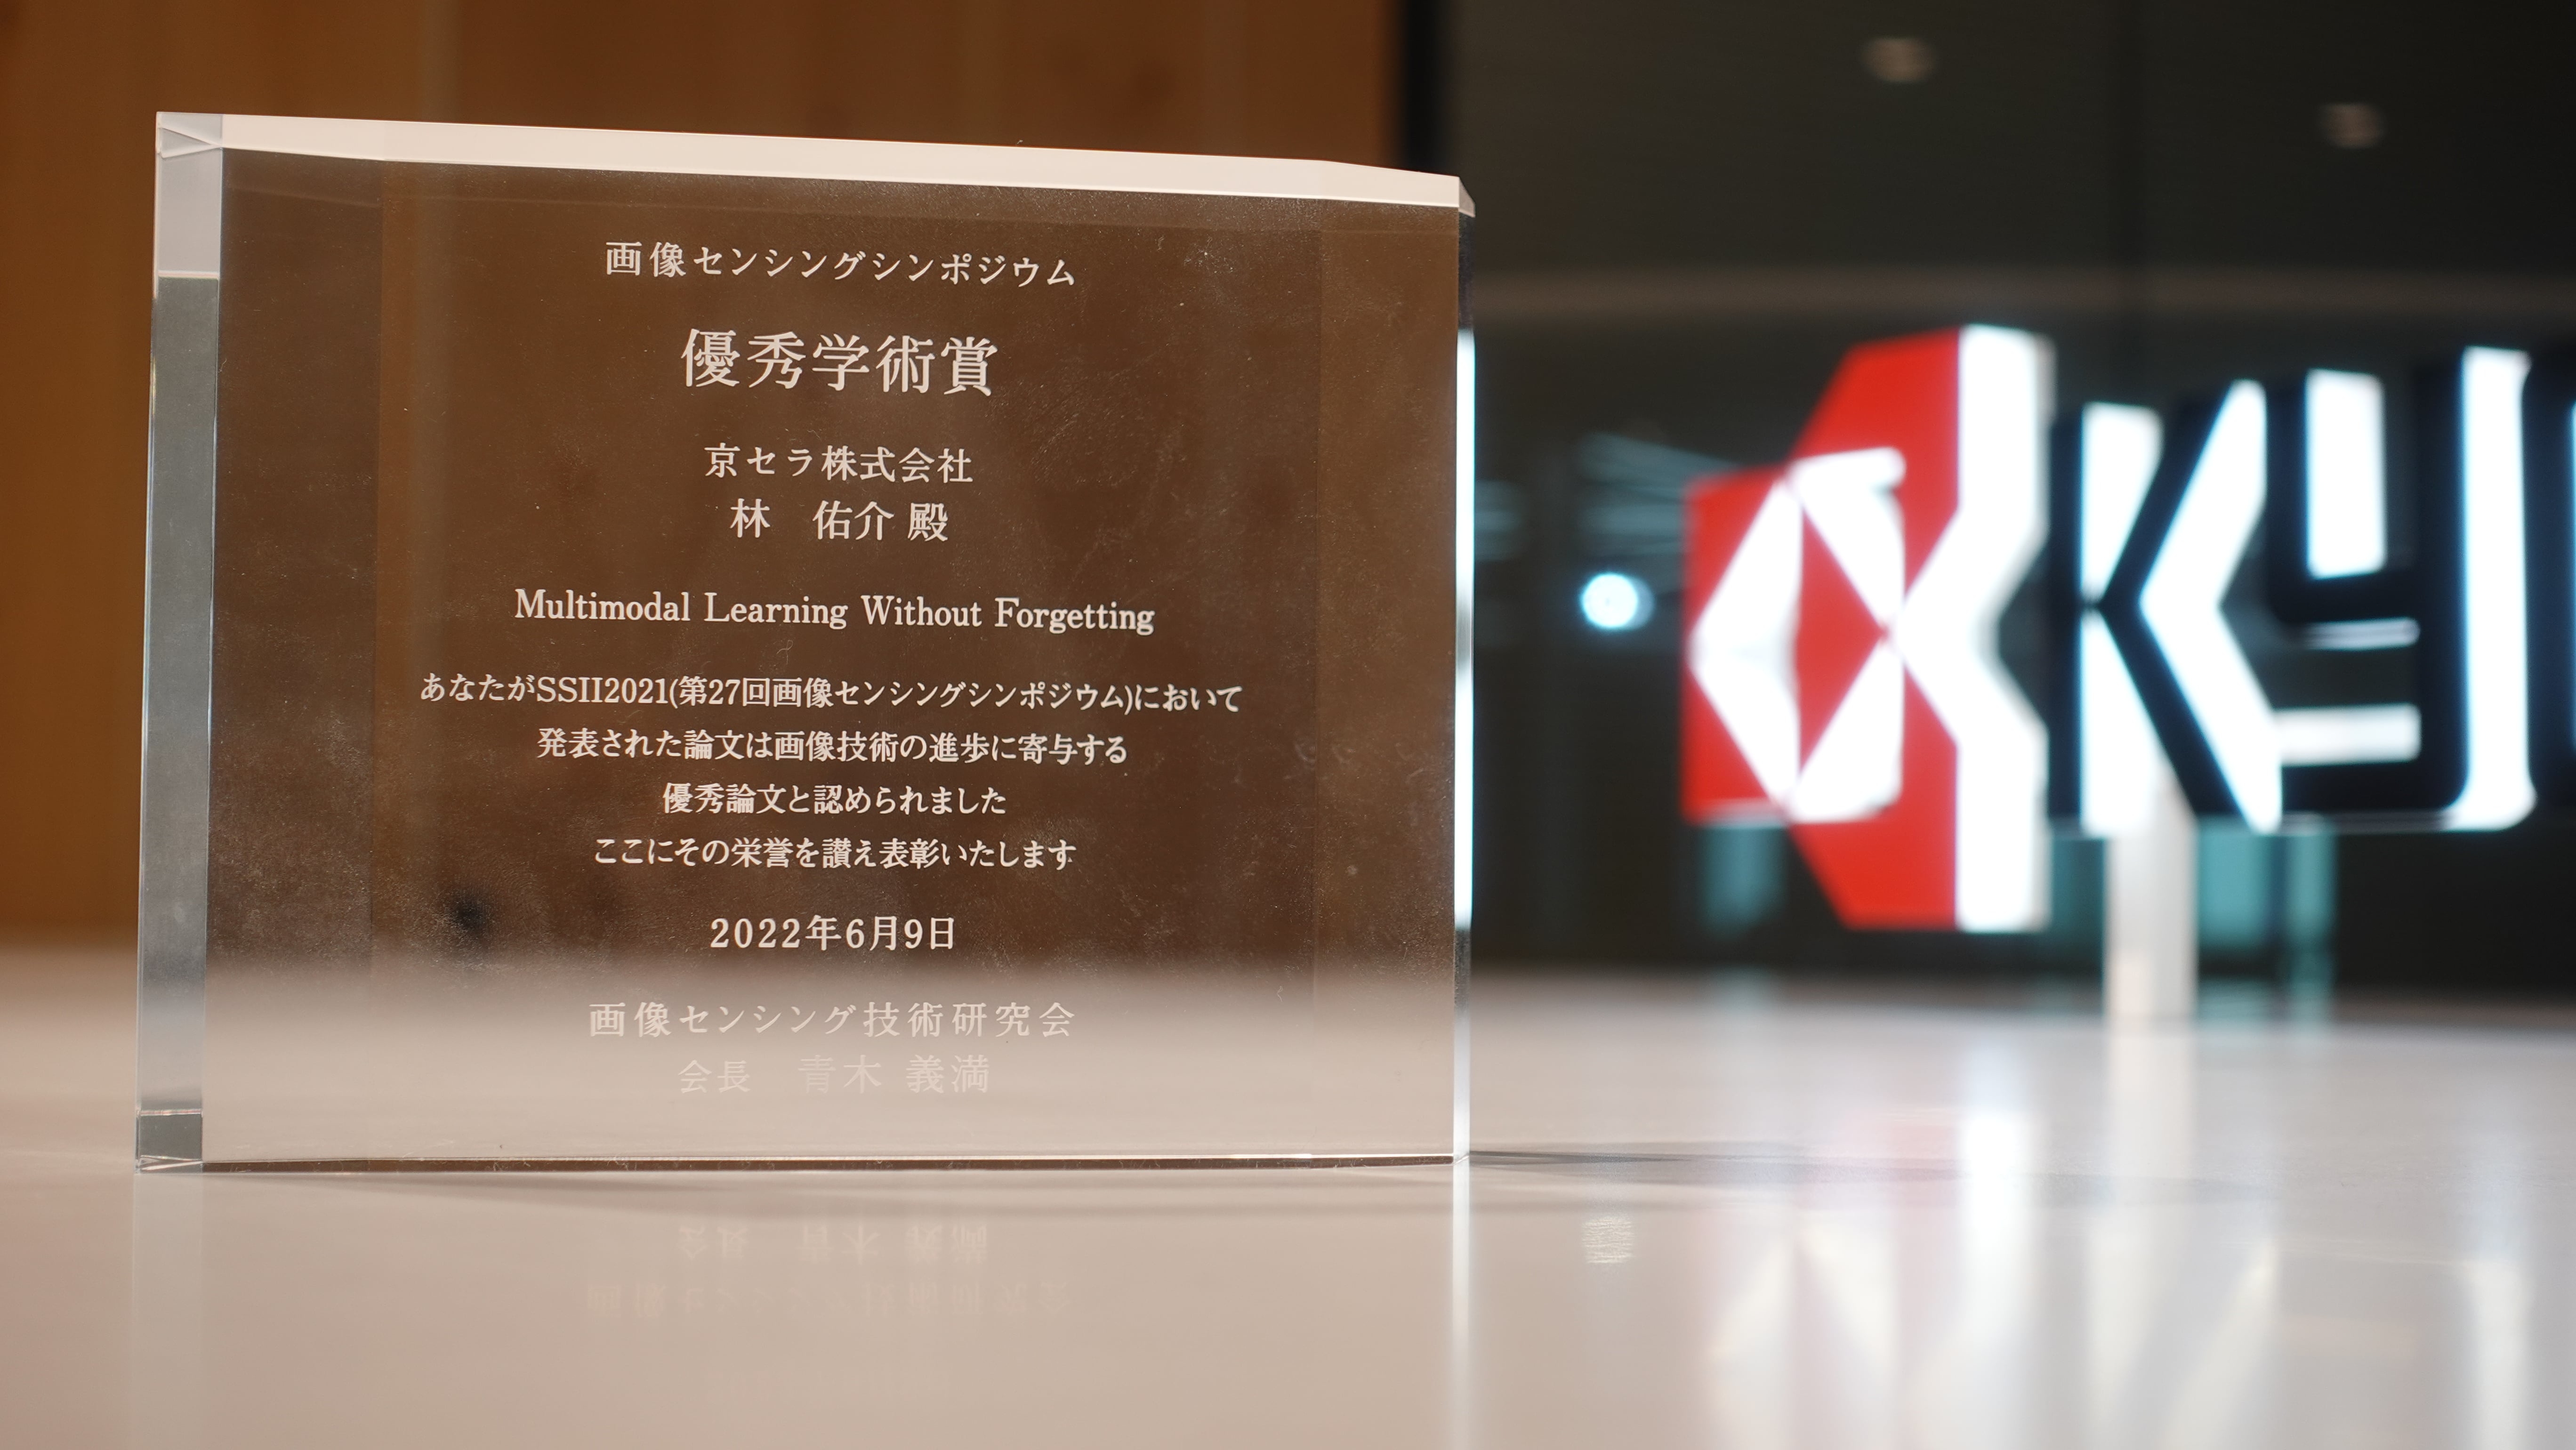 画像センシングシンポジウム
優秀学術賞
京セラ株式会社
林 佑介 殿
Multimodal Learning Without Forgetting
あなたがSSII2021(第27回画像センシングシンポジウム)において
発表された論文は画像技術の進歩に寄与する
優秀論文と認められました
ここにその栄誉を讃え表彰いたします
2022年6月9日
画像センシング技術研究会
会長 青木 義満